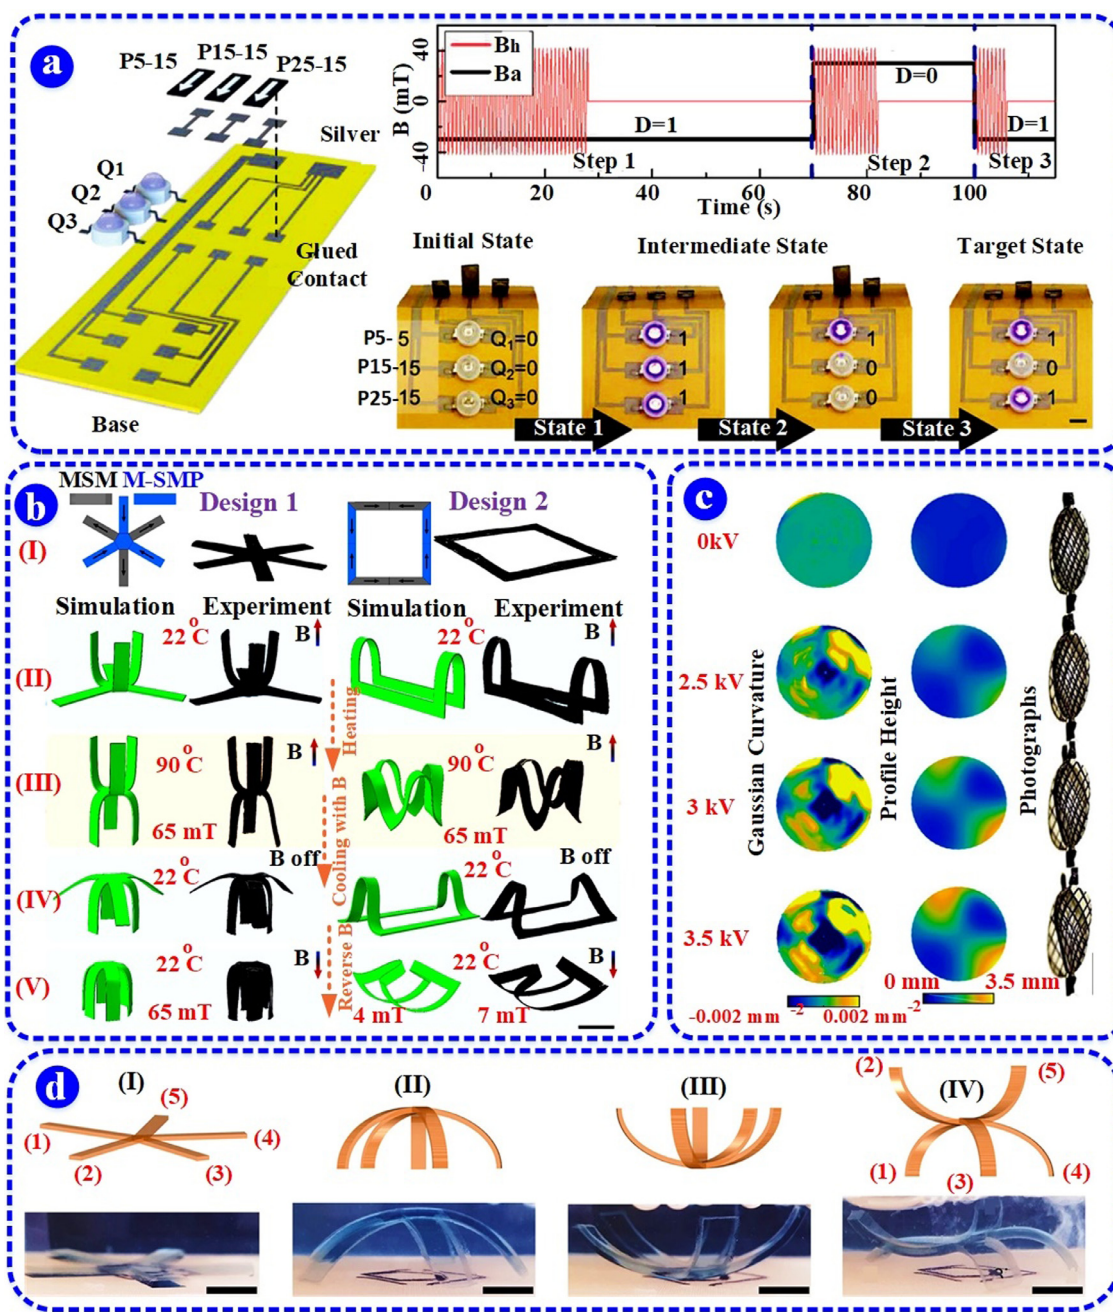 a
P5-15
P15-15
P25-15
Silver
Q1
Q2
Q3
Glued
Contact
Base
B (mT)
40
0
-40
Bh
Ba
D=1
D=0
D=1
Step 1
Step 2
Step 3
0
20
40
60
80
100
Time (s)
Initial State
Intermediate State
Target State
P5- 5
Q1=0
1
1
1
P15-15
Q2=0
1
0
0
P25-15
Q3=0
1
0
1
State 1
State 2
State 3
b
MSM M-SMP
Design 1
Design 2
(I)
Simulation
Experiment
Simulation
Experiment
(II)
22°C
B
22°C
B
Heating
(III)
90°C
65 mT
B
90°C
65 mT
B
Cooling with B
(IV)
22°C
B off
22°C
B off
Reverse B
(V)
22°C
65 mT
B
22°C
4 mT
7 mT
B
c
0kV
2.5 kV
3 kV
3.5 kV
Gaussian Curvature
Profile Height
Photographs
0 mm
3.5 mm
-0.002 mm-2
0.002 mm-2
d
(I)
(II)
(III)
(IV)
(1)
(2)
(3)
(4)
(5)
(2)
(5)
(1)
(3)
(4)